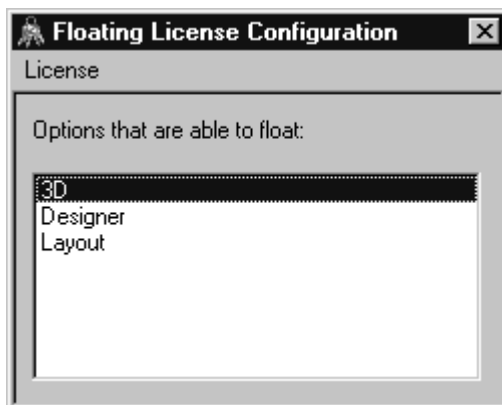 Floating License Configuration
License
Options that are able to float:
3D
Designer
Layout